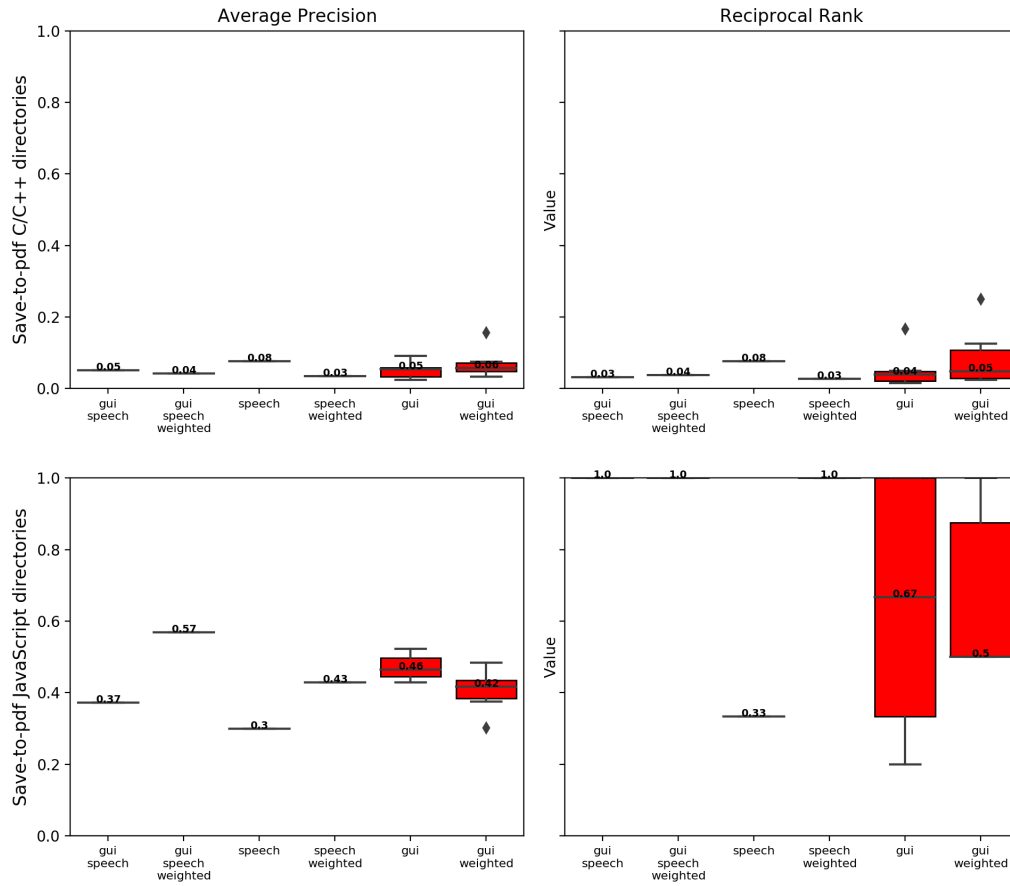 Average Precision
Reciprocal Rank
Save-to-pdf C/C++ directories
1.0
0.8
0.6
0.4
0.2
0.0
0.05
0.04
0.08
0.03
0.05
0.06
gui
speech
gui
speech
weighted
speech
speech
weighted
gui
gui
weighted
Value
0.03
0.04
0.08
0.03
0.04
0.05
gui
speech
gui
speech
weighted
speech
speech
weighted
gui
gui
weighted
Save-to-pdf JavaScript directories
1.0
0.8
0.6
0.4
0.2
0.0
0.37
0.57
0.3
0.43
0.46
0.42
gui
speech
gui
speech
weighted
speech
speech
weighted
gui
gui
weighted
Value
1.0
1.0
0.33
1.0
0.67
0.5
gui
speech
gui
speech
weighted
speech
speech
weighted
gui
gui
weighted